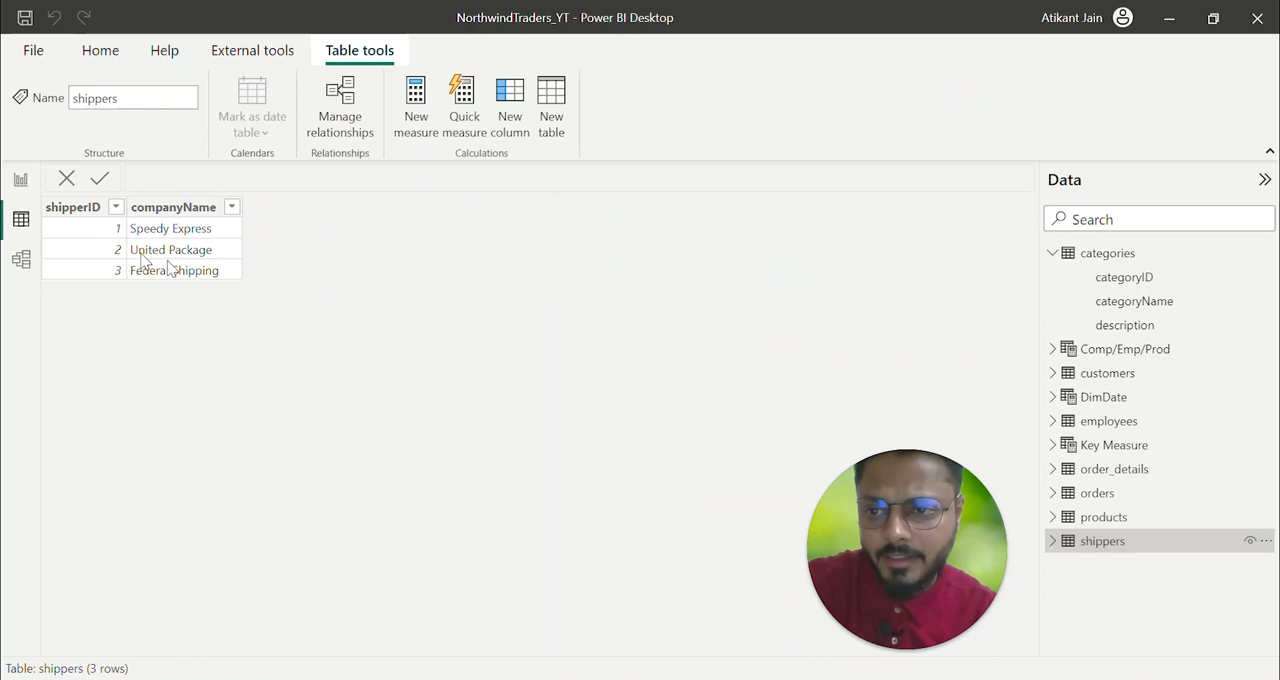 NorthwindTraders_YT - Power BI Desktop
Atikant Jain
File Home Help External tools Table tools
Name shippers
Mark as date table
Manage relationships
New measure
Quick measure
New column
New table
Structure Calendars Relationships Calculations
shipperID companyName
1 Speedy Express
2 United Package
3 Federal Shipping
Data
Search
categories
categoryID
categoryName
description
Comp/Emp/Prod
customers
DimDate
employees
Key Measure
order_details
orders
products
shippers
Table: shippers (3 rows)